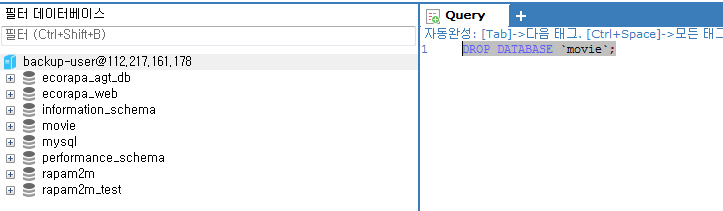 필터 데이터베이스
필터 (Ctrl+Shift+B)
backup-user@112,217,161,178
ecorapa_agt_db
ecorapa_web
information_schema
movie
mysql
performance_schema
rapam2m
rapam2m_test
Query
자동완성: [Tab]->다음 태그. [Ctrl+Space]->모든 태그
1 DROP DATABASE `movie`;